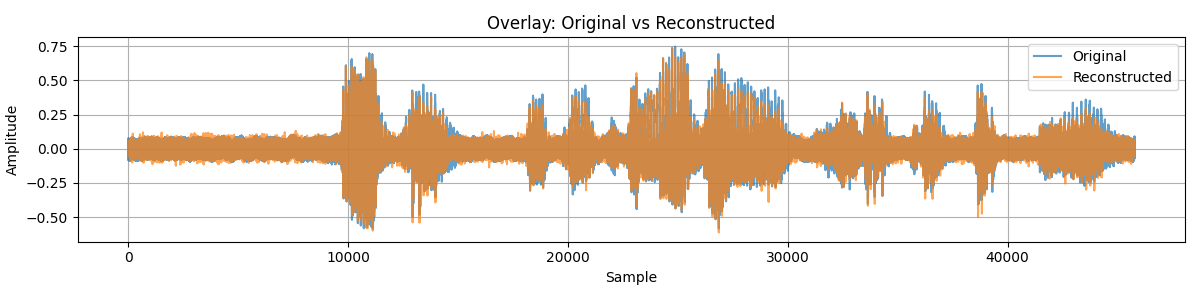 Overlay: Original vs Reconstructed
Amplitude
0.75
0.50
0.25
0.00
−0.25
−0.50
Original
Reconstructed
0
10000
20000
30000
40000
Sample